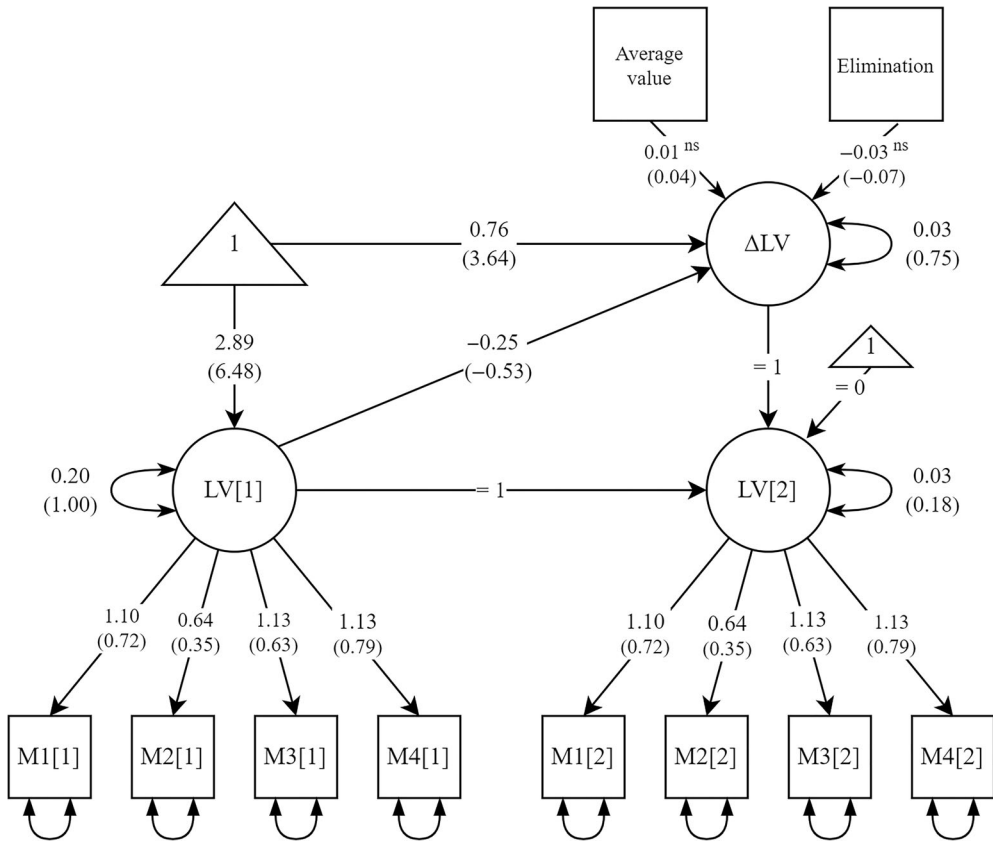 Average
value
Elimination
0.01 ns
(0.04)
−0.03 ns
(−0.07)
1
0.76
(3.64)
ΔLV
0.03
(0.75)
2.89
(6.48)
−0.25
(−0.53)
= 1
1
= 0
0.20
(1.00)
LV[1]
= 1
LV[2]
0.03
(0.18)
1.10
(0.72)
0.64
(0.35)
1.13
(0.63)
1.13
(0.79)
1.10
(0.72)
0.64
(0.35)
1.13
(0.63)
1.13
(0.79)
M1[1]
M2[1]
M3[1]
M4[1]
M1[2]
M2[2]
M3[2]
M4[2]